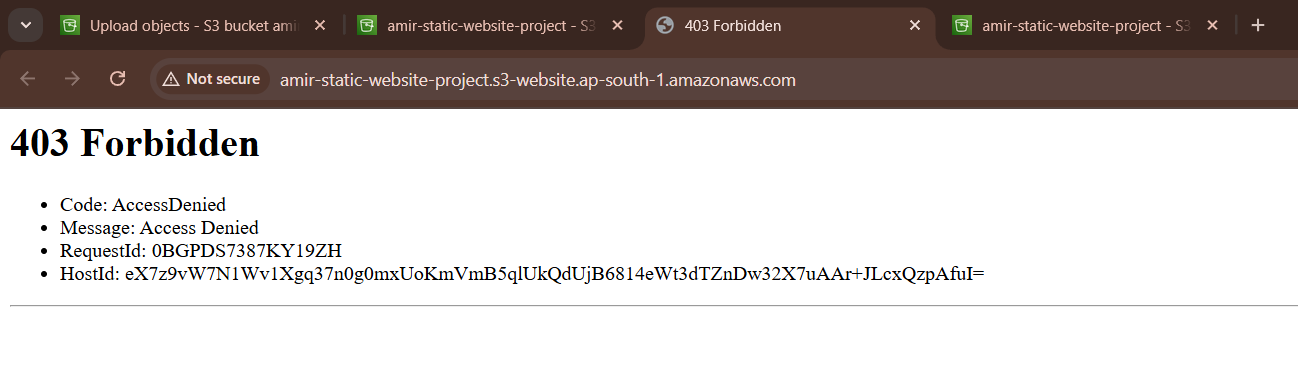 Upload objects - S3 bucket ami
amir-static-website-project - S3
403 Forbidden
amir-static-website-project - S3
Not secure
amir-static-website-project.s3-website.ap-south-1.amazonaws.com
403 Forbidden
Code: AccessDenied
Message: Access Denied
RequestId: 0BGPDS7387KY19ZH
HostId: eX7z9vW7N1Wv1Xgq37n0g0mxUoKmVmB5qlUkQdUjB6814eWt3dTZnDw32X7uAAr+JLcxQzpAfuI=